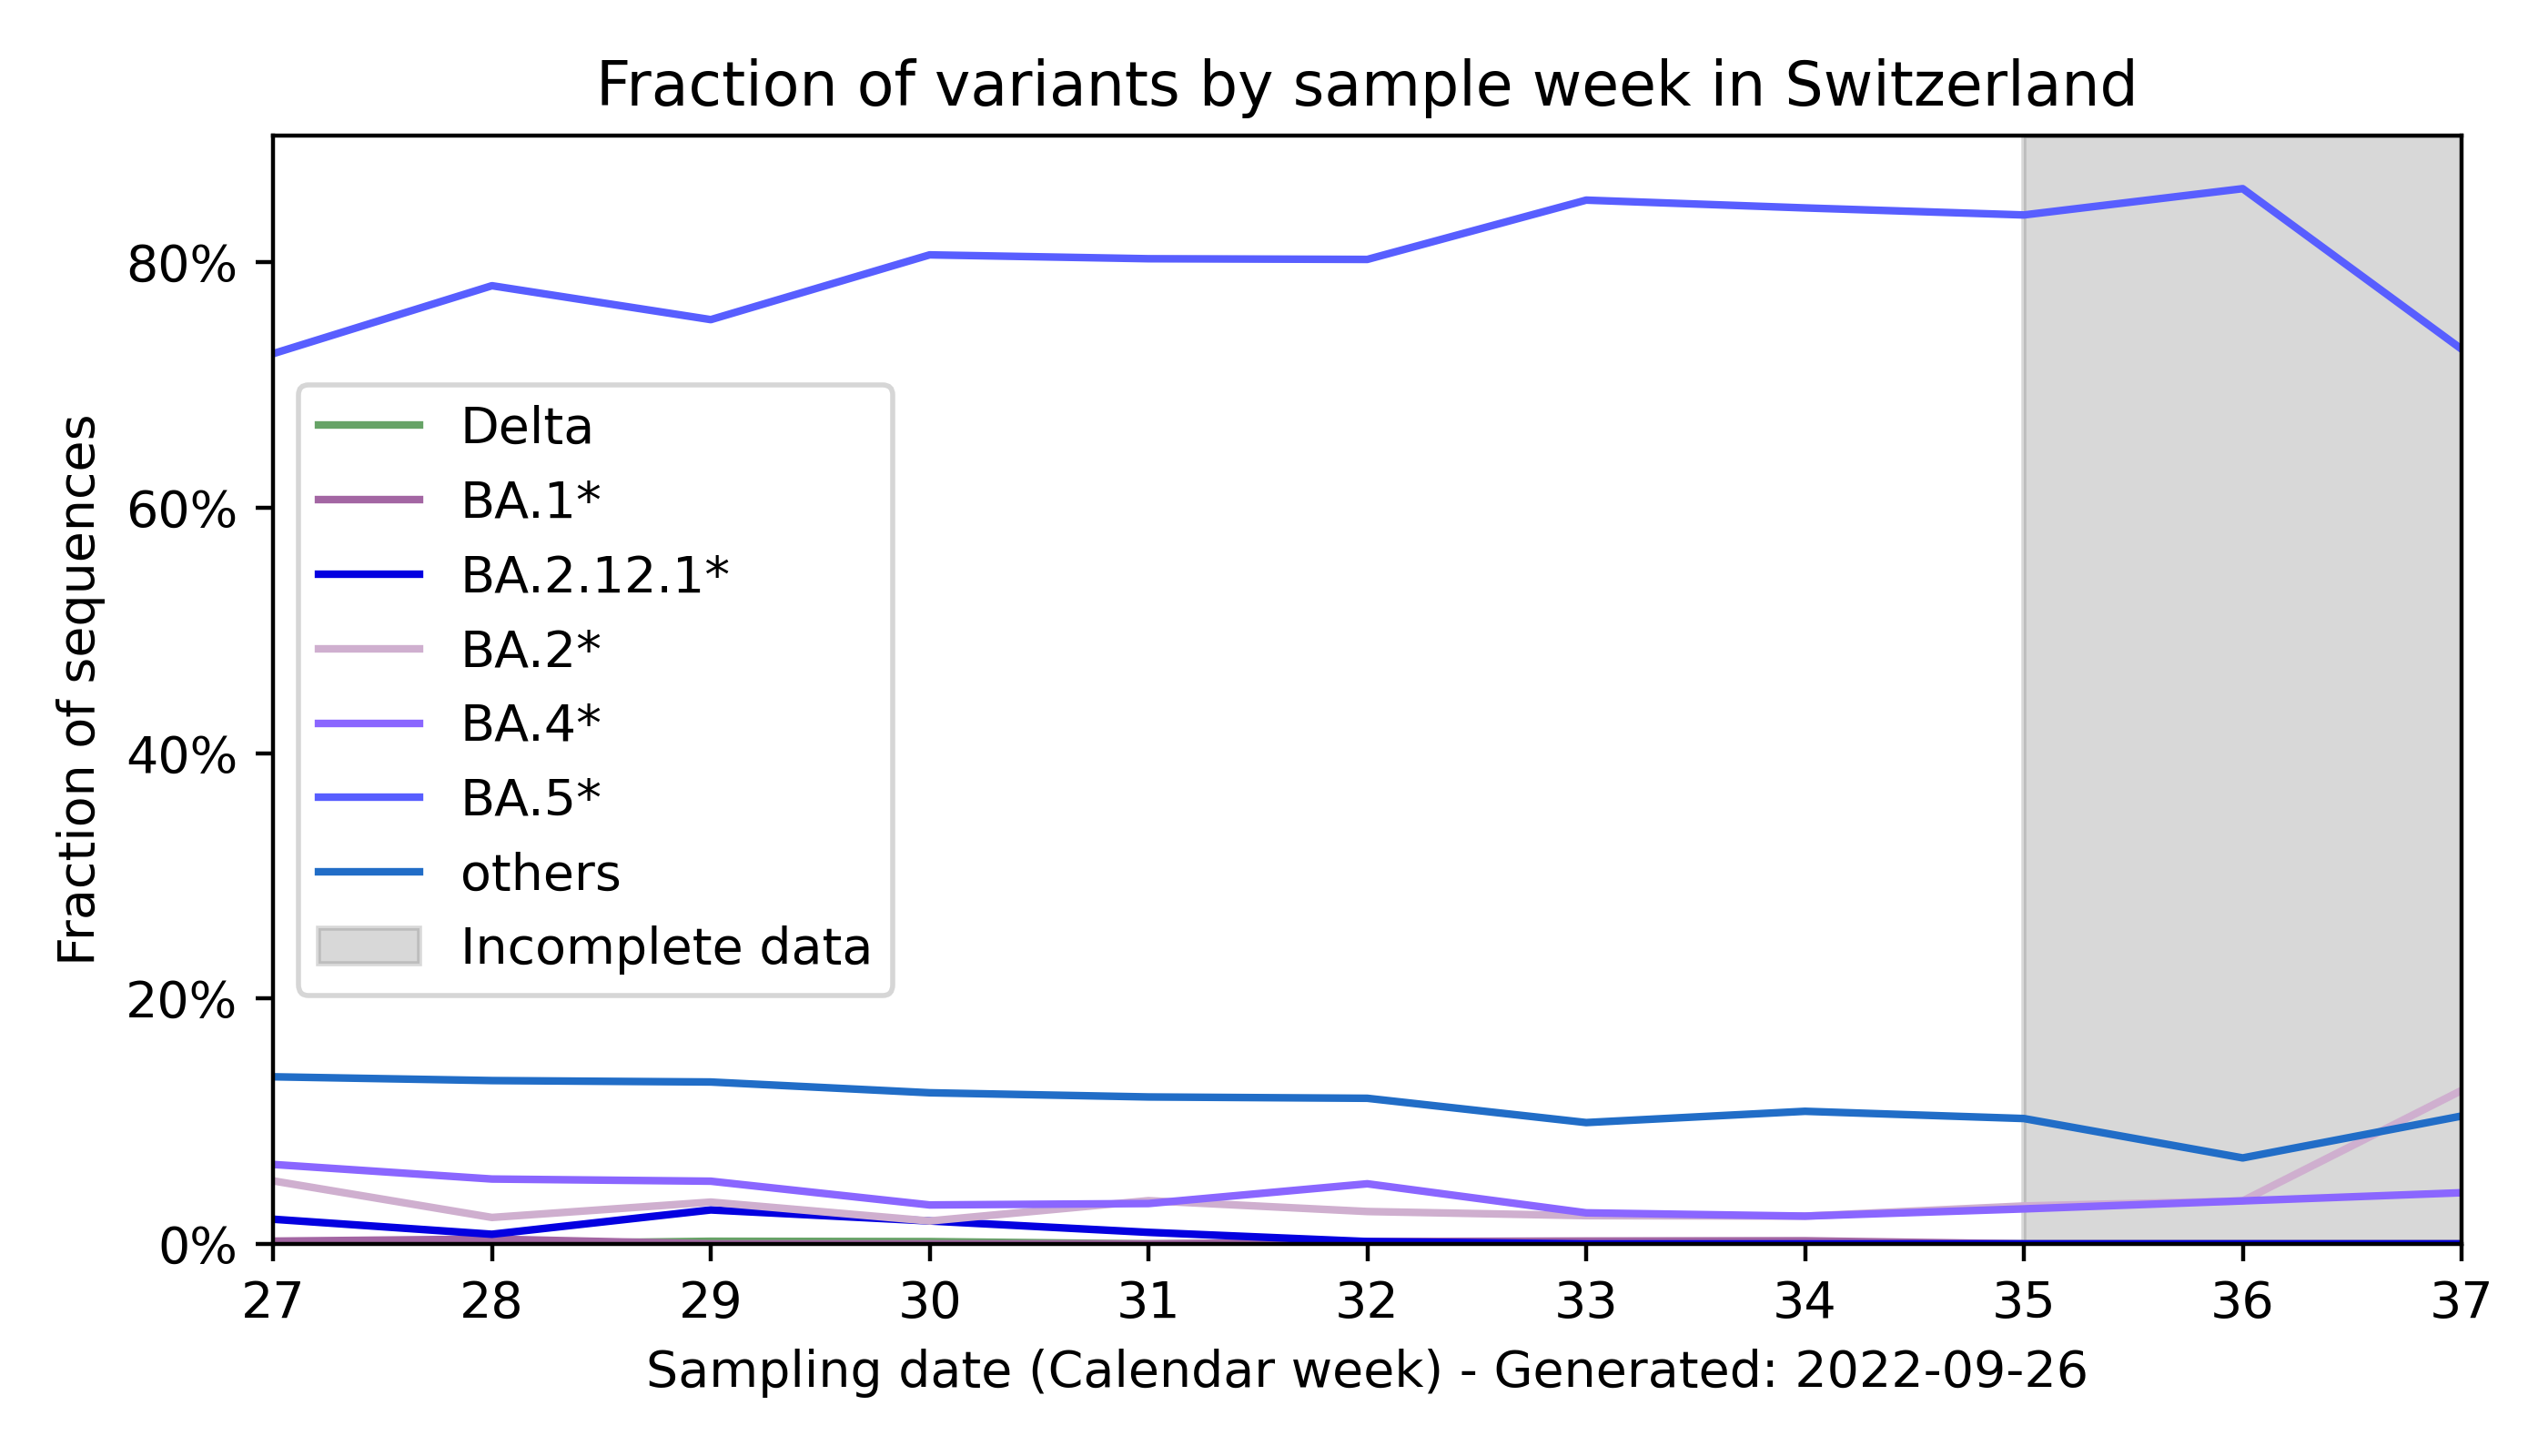 Fraction of variants by sample week in Switzerland
Fraction of sequences
80%
60%
40%
20%
0%
Delta
BA.1*
BA.2.12.1*
BA.2*
BA.4*
BA.5*
others
Incomplete data
27 28 29 30 31 32 33 34 35 36 37
Sampling date (Calendar week) - Generated: 2022-09-26